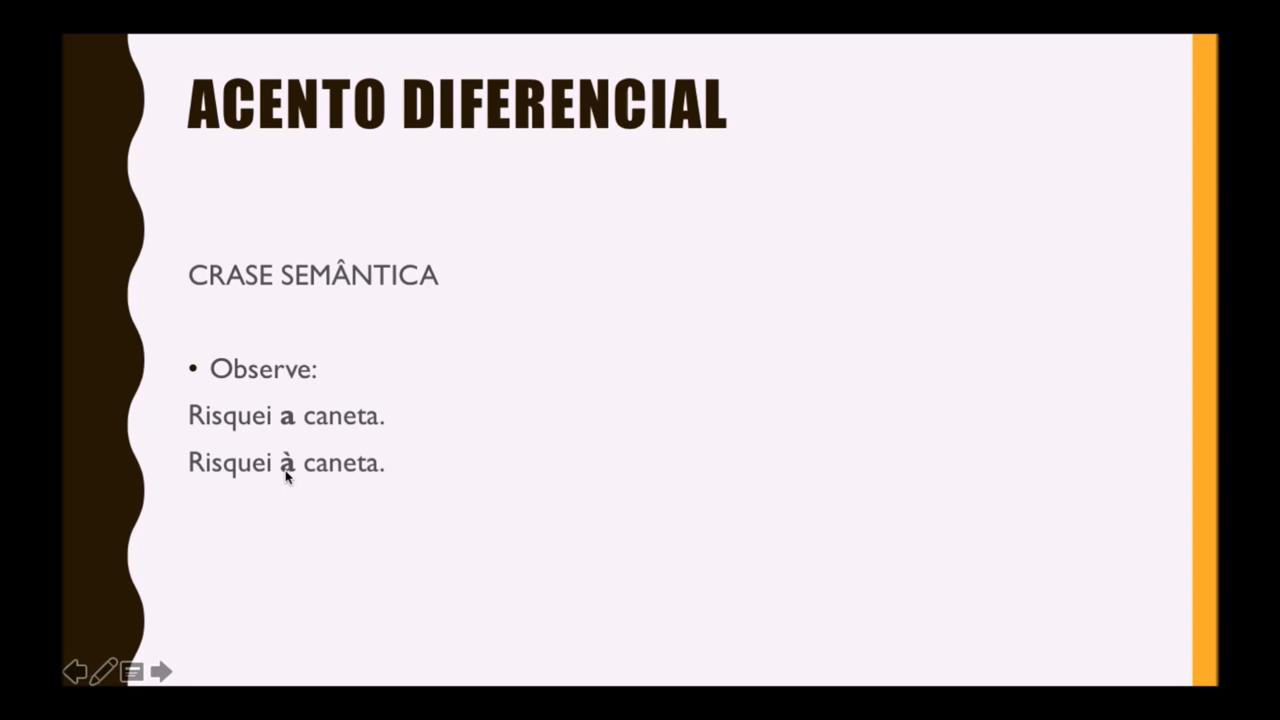 ACENTO DIFERENCIAL
CRASE SEMÂNTICA
• Observe:
Risquei a caneta.
Risquei à caneta.